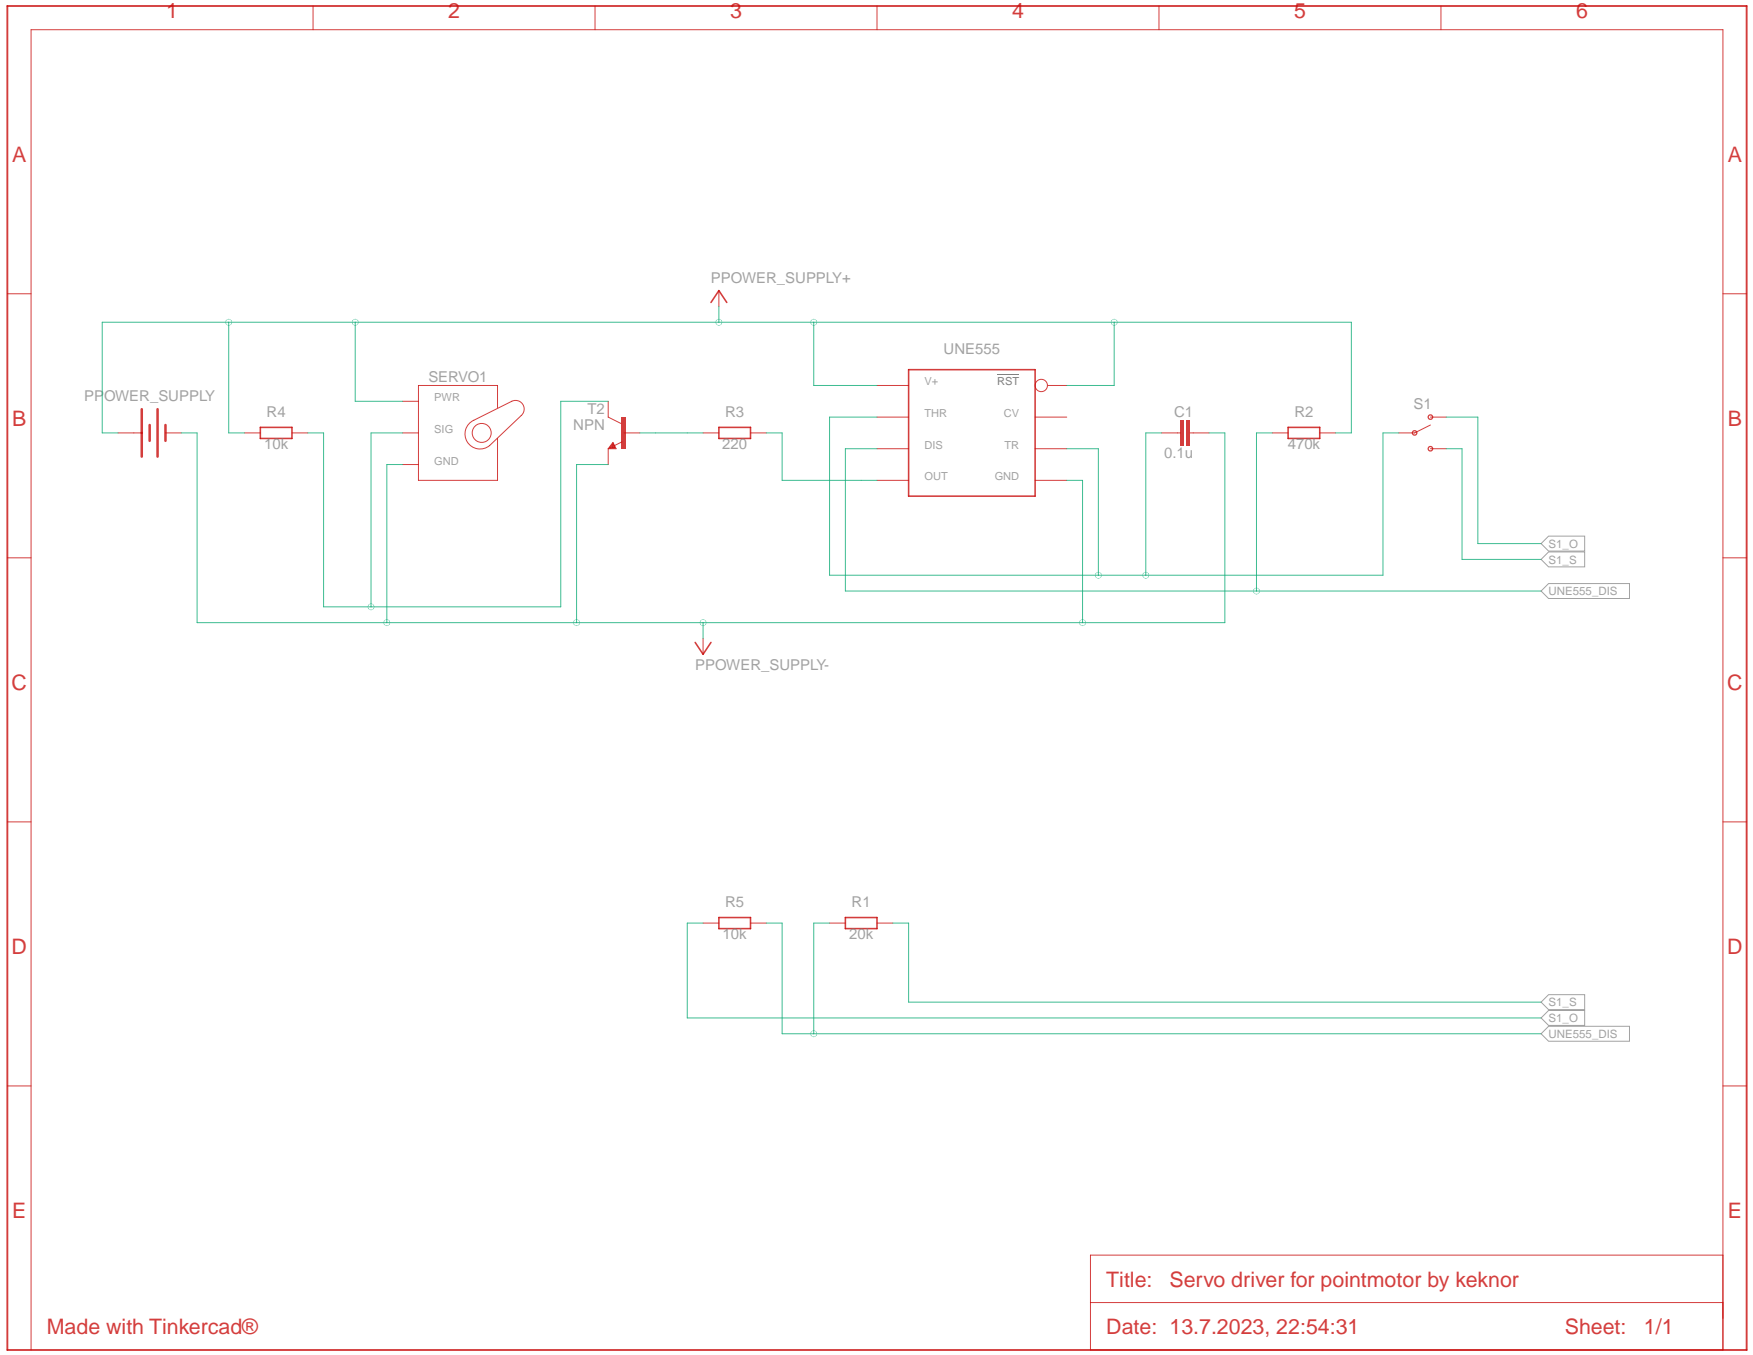 1 2 3 4 5 6
A A
PPOWER_SUPPLY+
UNE555
SERVO1
PPOWER_SUPPLY
PWR
V+ RST
R4
T2
R3
THR CV
C1
R2
S1
B B
NPN
SIG
10k
220
DIS TR
470k
0.1u
GND
OUT GND
S1_O
S1_S
UNE555_DIS
PPOWER_SUPPLY-
C C
R5 R1
10k 20k
D D
S1_S
S1_O
UNE555_DIS
E E
Title: Servo driver for pointmotor by keknor
Made with Tinkercad®
Date: 13.7.2023, 22:54:31 Sheet: 1/1